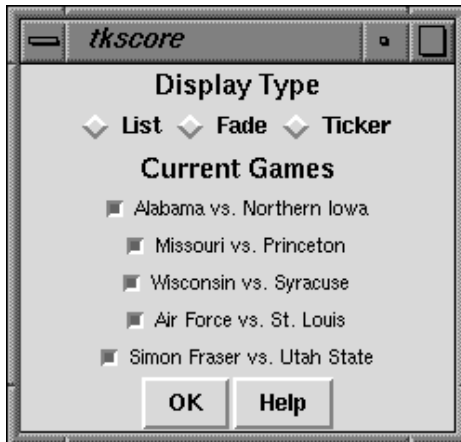 tkscore
Display Type
List Fade Ticker
Current Games
Alabama vs. Northern Iowa
Missouri vs. Princeton
Wisconsin vs. Syracuse
Air Force vs. St. Louis
Simon Fraser vs. Utah State
OK Help